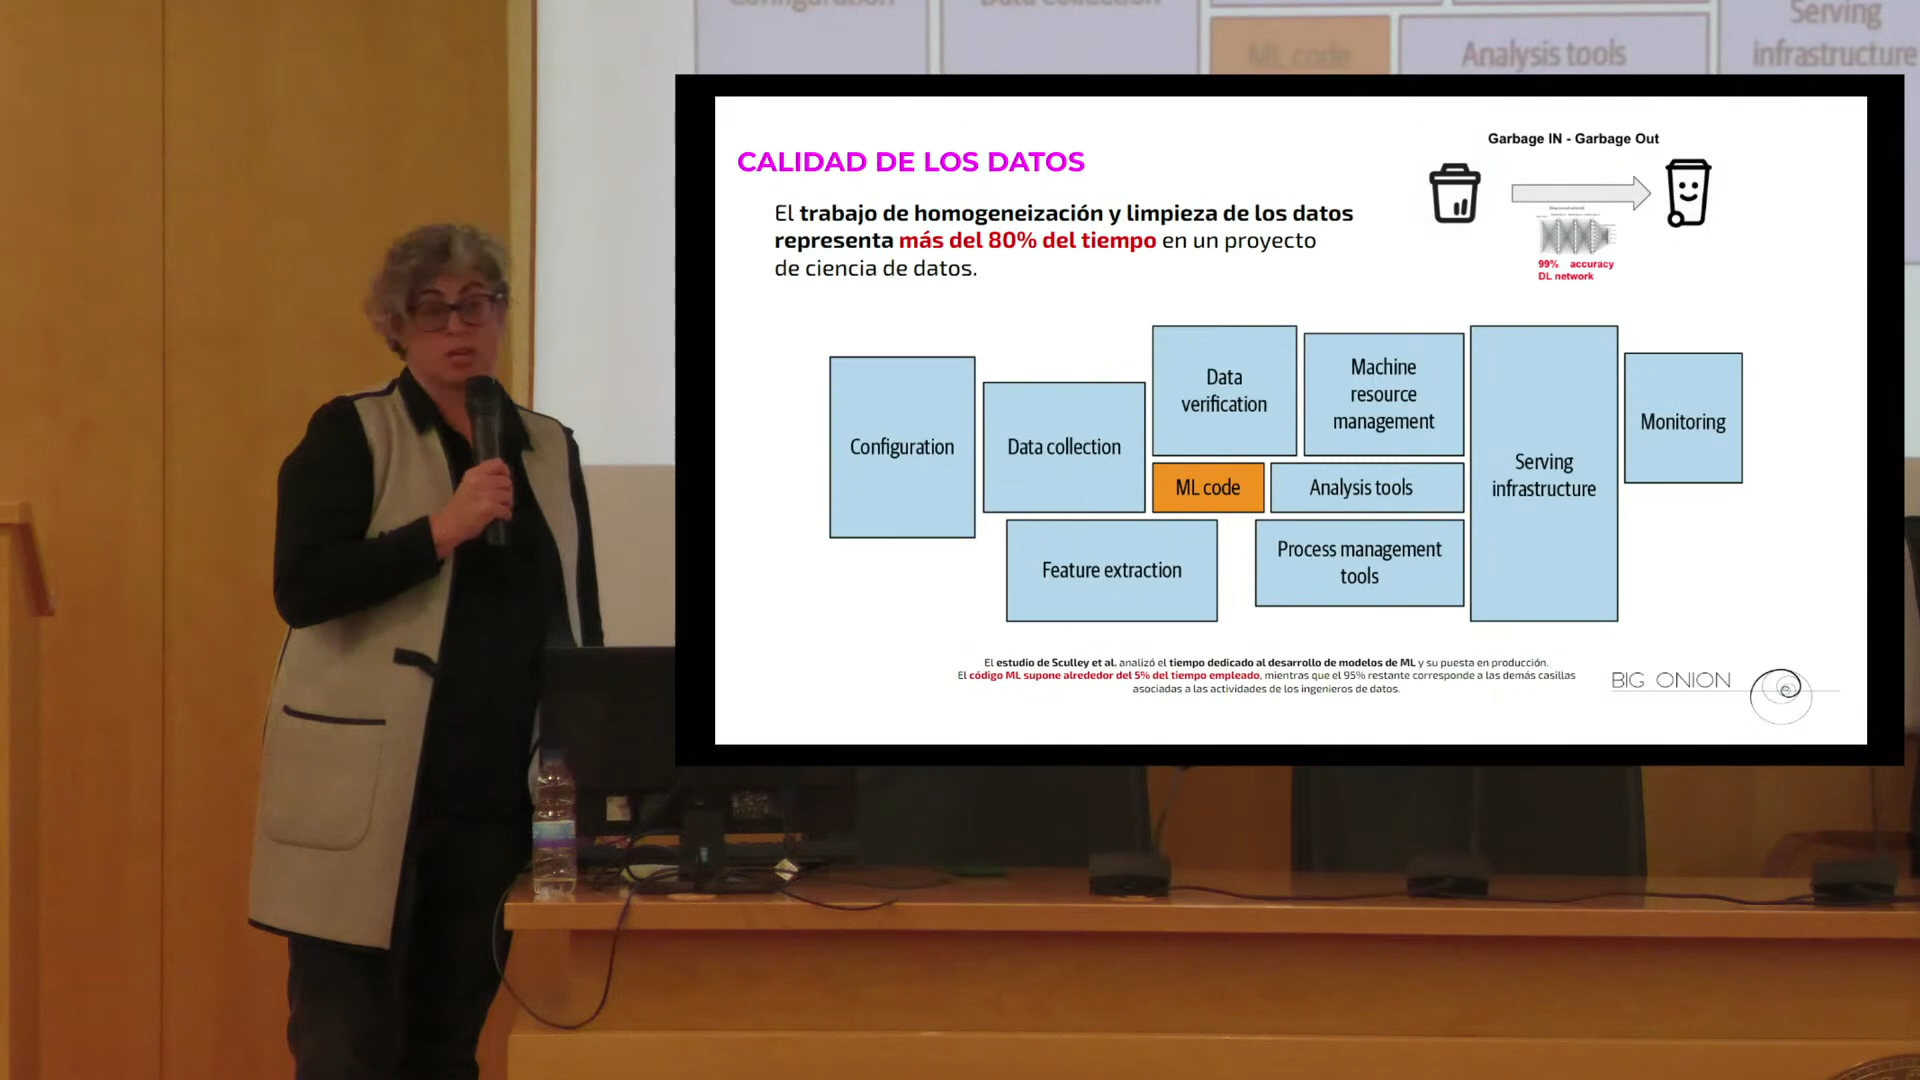 Configuration
Data collection
ML code
Analysis tools
Serving
infrastructure
CALIDAD DE LOS DATOS
El trabajo de homogeneización y limpieza de los datos
representa más del 80% del tiempo en un proyecto
de ciencia de datos.
Garbage IN - Garbage Out
99% accuracy
DL network
Configuration
Data collection
Data
verification
Machine
resource
management
ML code
Analysis tools
Feature extraction
Process management
tools
Serving
infrastructure
Monitoring
El estudio de Sculley et al. analizó el tiempo dedicado al desarrollo de modelos de ML y su puesta en producción.
El código ML supone alrededor del 5% del tiempo empleado, mientras que el 95% restante corresponde a las demás casillas
asociadas a las actividades de los ingenieros de datos.
BIG ONION